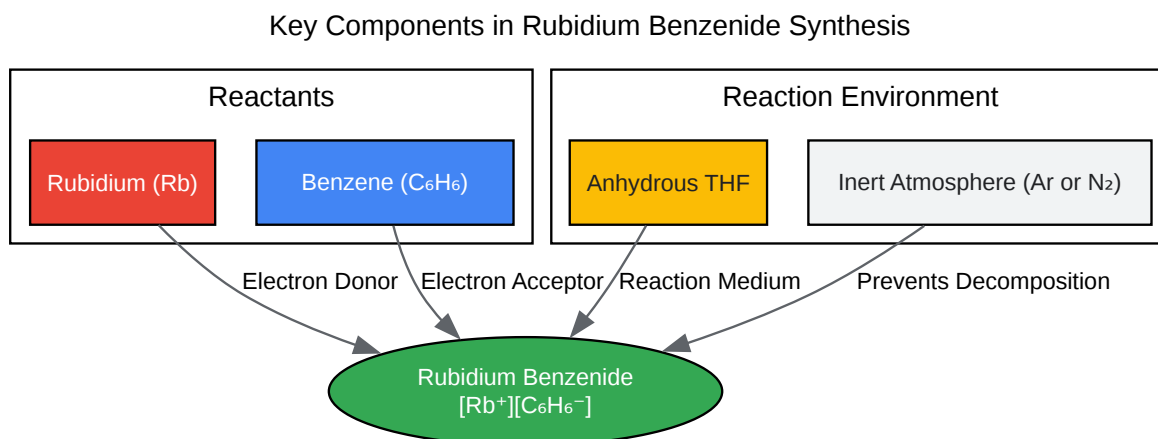 Key Components in Rubidium Benzenide Synthesis
Reactants
Reaction Environment
Rubidium (Rb)
Benzene (C₆H₆)
Anhydrous THF
Inert Atmosphere (Ar or N₂)
Electron Donor
Electron Acceptor
Reaction Medium
Prevents Decomposition
Rubidium Benzenide
[Rb⁺][C₆H₆⁻]